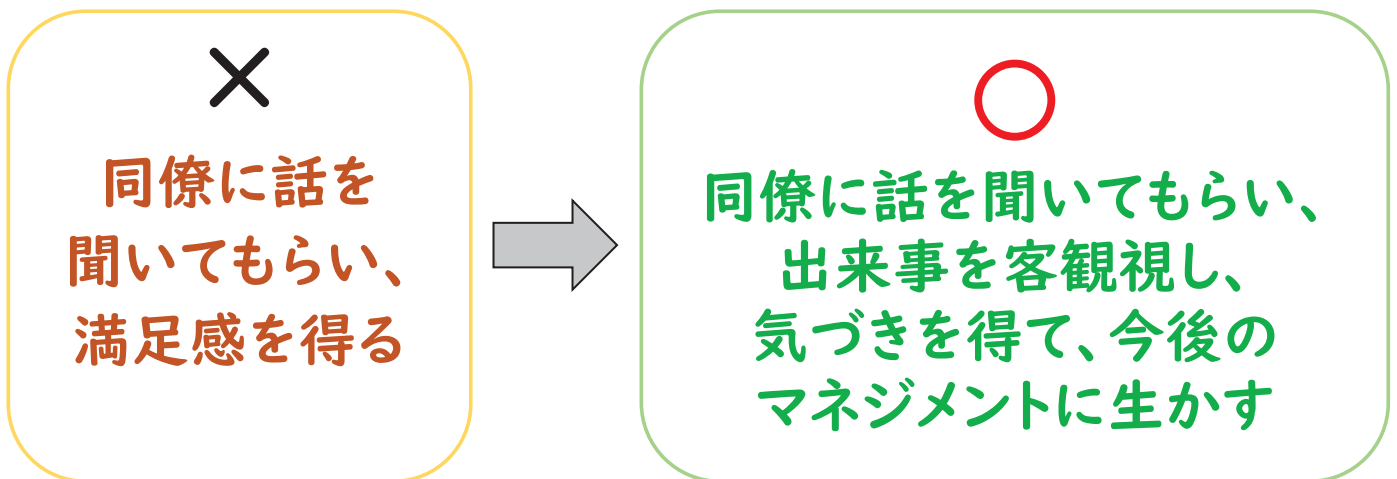 ×
同僚に話を
聞いてもらい、
満足感を得る
○
同僚に話を聞いてもらい、
出来事を客観視し、
気づきを得て、今後の
マネジメントに生かす